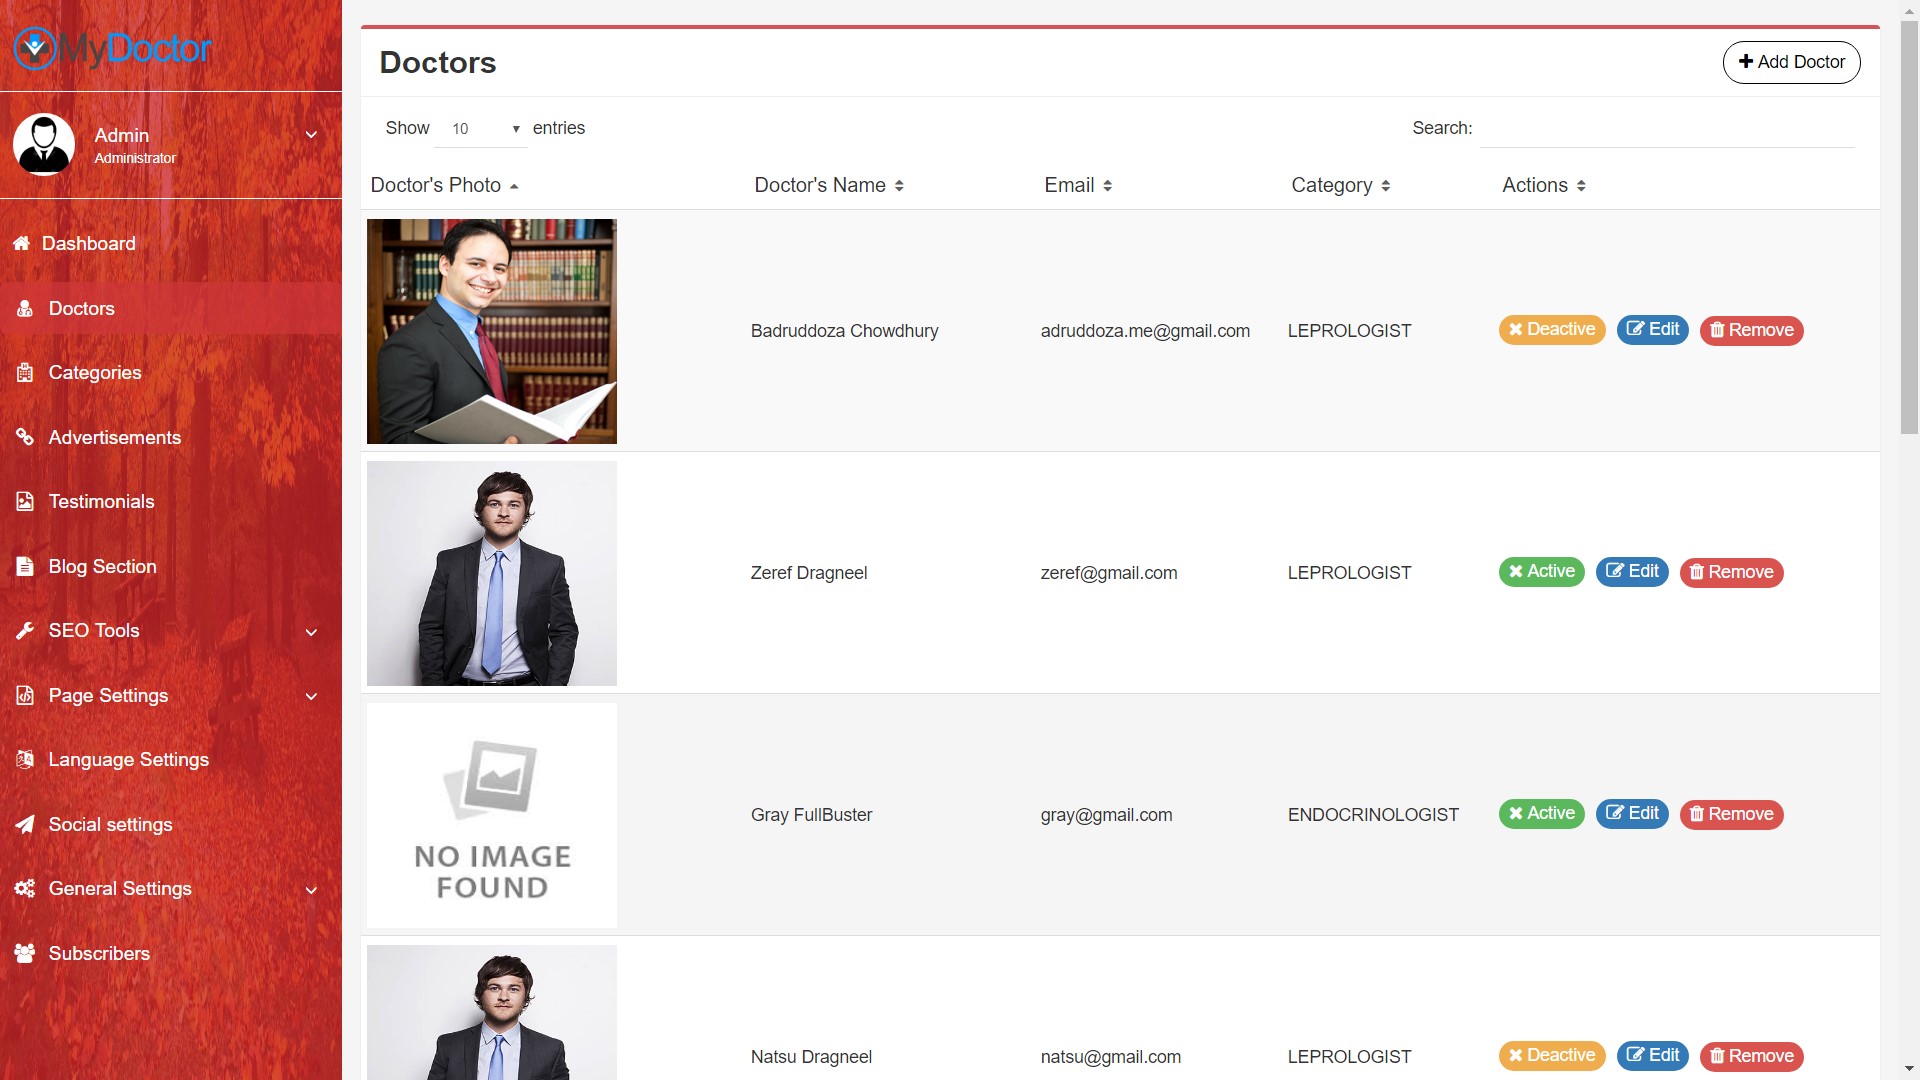 MyDoctor
Admin
Administrator
Dashboard
Doctors
Categories
Advertisements
Testimonials
Blog Section
SEO Tools
Page Settings
Language Settings
Social settings
General Settings
Subscribers
Doctors
Add Doctor
Show 10 entries
Search:
Doctor's Photo Doctor's Name Email Category Actions
Badruddoza Chowdhury adruddoza.me@gmail.com LEPROLOGIST Deactive Edit Remove
Zeref Dragneel zeref@gmail.com LEPROLOGIST Active Edit Remove
NO IMAGE
FOUND
Gray FullBuster gray@gmail.com ENDOCRINOLOGIST Active Edit Remove
Natsu Dragneel natsu@gmail.com LEPROLOGIST Deactive Edit Remove